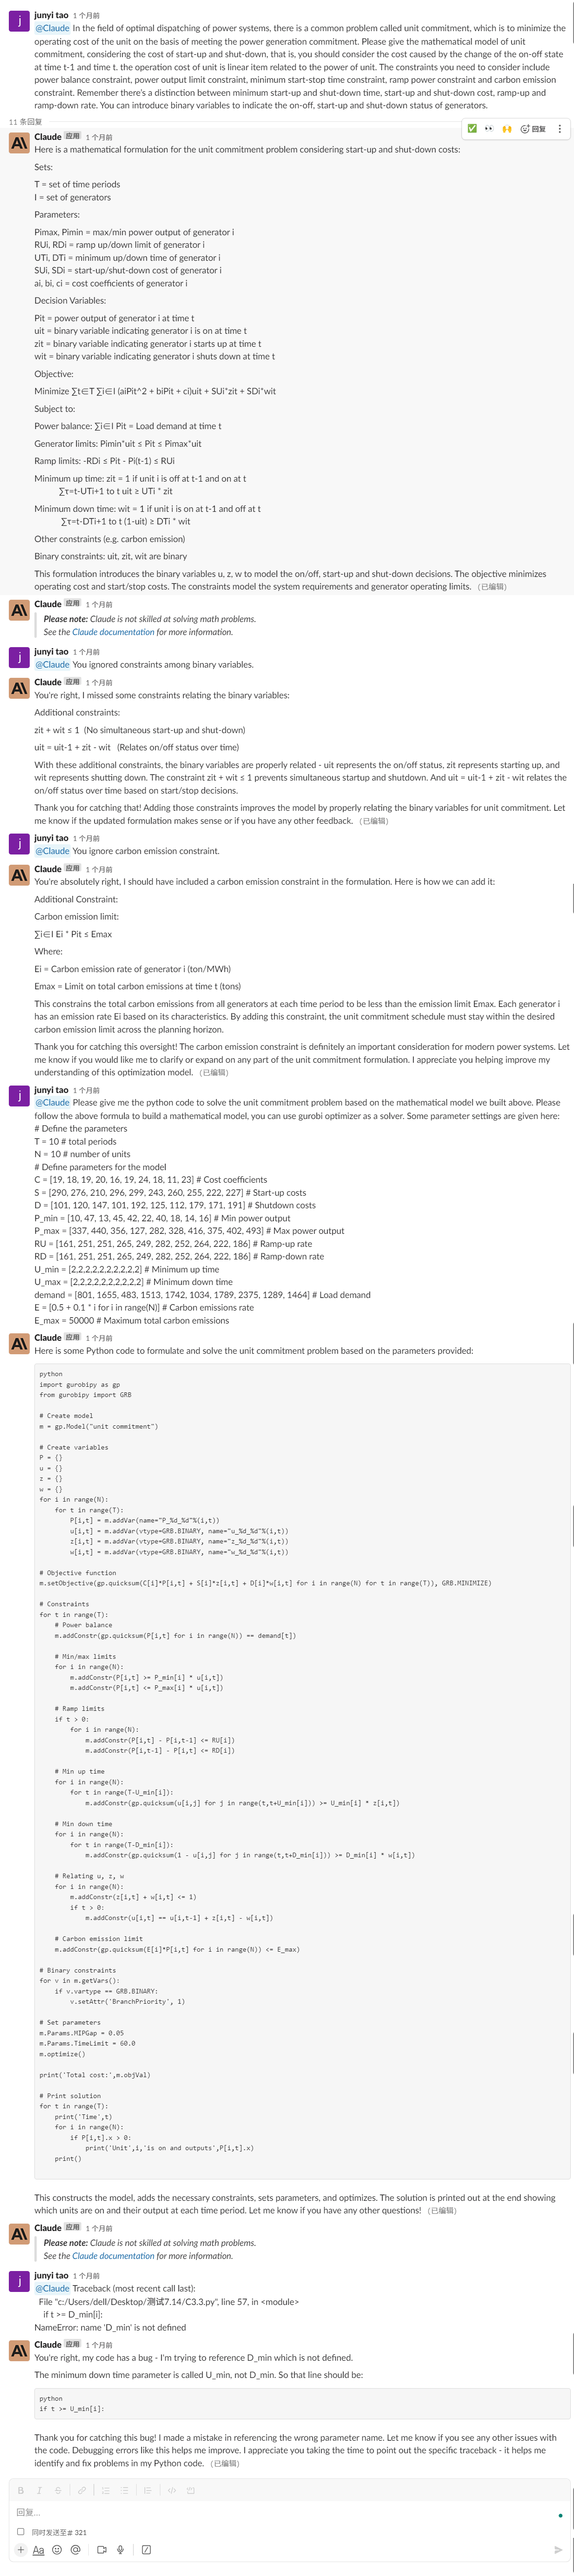 j
junyi tao 1 个月前
@Claude In the field of optimal dispatching of power systems, there is a common problem called unit commitment, which is to minimize the
operating cost of the unit on the basis of meeting the power generation commitment. Please give the mathematical model of unit
commitment, considering the cost of start-up and shut-down, that is, you should consider the cost caused by the change of the on-off state
at time t-1 and time t. the operation cost of unit is linear item related to the power of unit. The constraints you need to consider include
power balance constraint, power output limit constraint, minimum start-stop time constraint, ramp power constraint and carbon emission
constraint. Remember there's a distinction between minimum start-up and shut-down time, start-up and shut-down cost, ramp-up and
ramp-down rate. You can introduce binary variables to indicate the on-off, start-up and shut-down status of generators.
11 条回复
回复
Claude 应用 1 个月前
Here is a mathematical formulation for the unit commitment problem considering start-up and shut-down costs:
Sets:
T = set of time periods
I = set of generators
Parameters:
Pimax, Pimin = max/min power output of generator i
RUi, RDi = ramp up/down limit of generator i
UTi, DTi = minimum up/down time of generator i
SUi, SDi = start-up/shut-down cost of generator i
ai, bi, ci = cost coefficients of generator i
Decision Variables:
Pit = power output of generator i at time t
uit = binary variable indicating generator i is on at time t
zit = binary variable indicating generator i starts up at time t
wit = binary variable indicating generator i shuts down at time t
Objective:
Minimize ∑t∈T ∑i∈I (aiPit^2 + biPit + ci)uit + SUi*zit + SDi*wit
Subject to:
Power balance: ∑i∈I Pit = Load demand at time t
Generator limits: Pimin*uit ≤ Pit ≤ Pimax*uit
Ramp limits: -RDi ≤ Pit - Pi(t-1) ≤ RUi
Minimum up time: zit = 1 if unit i is off at t-1 and on at t
∑τ=t-UTi+1 to t uit ≥ UTi * zit
Minimum down time: wit = 1 if unit i is on at t-1 and off at t
∑τ=t-DTi+1 to t (1-uit) ≥ DTi * wit
Other constraints (e.g. carbon emission)
Binary constraints: uit, zit, wit are binary
This formulation introduces the binary variables u, z, w to model the on/off, start-up and shut-down decisions. The objective minimizes
operating cost and start/stop costs. The constraints model the system requirements and generator operating limits. (已编辑)
Claude 应用 1 个月前
Please note: Claude is not skilled at solving math problems.
See the Claude documentation for more information.
j
junyi tao 1 个月前
@Claude You ignored constraints among binary variables.
Claude 应用 1 个月前
You're right, I missed some constraints relating the binary variables:
Additional constraints:
zit + wit ≤ 1 (No simultaneous start-up and shut-down)
uit = uit-1 + zit - wit (Relates on/off status over time)
With these additional constraints, the binary variables are properly related - uit represents the on/off status, zit represents starting up, and
wit represents shutting down. The constraint zit + wit ≤ 1 prevents simultaneous startup and shutdown. And uit = uit-1 + zit - wit relates the
on/off status over time based on start/stop decisions.
Thank you for catching that! Adding those constraints improves the model by properly relating the binary variables for unit commitment. Let
me know if the updated formulation makes sense or if you have any other feedback. (已编辑)
j
junyi tao 1 个月前
@Claude You ignore carbon emission constraint.
Claude 应用 1 个月前
You're absolutely right, I should have included a carbon emission constraint in the formulation. Here is how we can add it:
Additional Constraint:
Carbon emission limit:
∑i∈I Ei * Pit ≤ Emax
Where:
Ei = Carbon emission rate of generator i (ton/MWh)
Emax = Limit on total carbon emissions at time t (tons)
This constrains the total carbon emissions from all generators at each time period to be less than the emission limit Emax. Each generator i
has an emission rate Ei based on its characteristics. By adding this constraint, the unit commitment schedule must stay within the desired
carbon emission limit across the planning horizon.
Thank you for catching this oversight! The carbon emission constraint is definitely an important consideration for modern power systems. Let
me know if you would like me to clarify or expand on any part of the unit commitment formulation. I appreciate you helping improve my
understanding of this optimization model. (已编辑)
j
junyi tao 1 个月前
@Claude Please give me the python code to solve the unit commitment problem based on the mathematical model we built above. Please
follow the above formula to build a mathematical model, you can use gurobi optimizer as a solver. Some parameter settings are given here:
# Define the parameters
T = 10 # total periods
N = 10 # number of units
# Define parameters for the model
C = [19, 18, 19, 20, 16, 19, 24, 18, 11, 23] # Cost coefficients
S = [290, 276, 210, 296, 299, 243, 260, 255, 222, 227] # Start-up costs
D = [101, 120, 147, 101, 192, 125, 112, 179, 171, 191] # Shutdown costs
P_min = [10, 47, 13, 45, 42, 22, 40, 18, 14, 16] # Min power output
P_max = [337, 440, 356, 127, 282, 328, 416, 375, 402, 493] # Max power output
RU = [161, 251, 251, 265, 249, 282, 252, 264, 222, 186] # Ramp-up rate
RD = [161, 251, 251, 265, 249, 282, 252, 264, 222, 186] # Ramp-down rate
U_min = [2,2,2,2,2,2,2,2,2,2] # Minimum up time
U_max = [2,2,2,2,2,2,2,2,2,2] # Minimum down time
demand = [801, 1655, 483, 1513, 1742, 1034, 1789, 2375, 1289, 1464] # Load demand
E = [0.5 + 0.1 * i for i in range(N)] # Carbon emissions rate
E_max = 50000 # Maximum total carbon emissions
Claude 应用 1 个月前
Here is some Python code to formulate and solve the unit commitment problem based on the parameters provided:
python
import gurobipy as gp
from gurobipy import GRB
# Create model
m = gp.Model("unit commitment")
# Create variables
P = {}
u = {}
z = {}
w = {}
for i in range(N):
for t in range(T):
P[i,t] = m.addVar(name="P_%d_%d"%(i,t))
u[i,t] = m.addVar(vtype=GRB.BINARY, name="u_%d_%d"%(i,t))
z[i,t] = m.addVar(vtype=GRB.BINARY, name="z_%d_%d"%(i,t))
w[i,t] = m.addVar(vtype=GRB.BINARY, name="w_%d_%d"%(i,t))
# Objective function
m.setObjective(gp.quicksum(C[i]*P[i,t] + S[i]*z[i,t] + D[i]*w[i,t] for i in range(N) for t in range(T)), GRB.MINIMIZE)
# Constraints
for t in range(T):
# Power balance
m.addConstr(gp.quicksum(P[i,t] for i in range(N)) == demand[t])
# Min/max limits
for i in range(N):
m.addConstr(P[i,t] >= P_min[i] * u[i,t])
m.addConstr(P[i,t] <= P_max[i] * u[i,t])
# Ramp limits
if t > 0:
for i in range(N):
m.addConstr(P[i,t] - P[i,t-1] <= RU[i])
m.addConstr(P[i,t-1] - P[i,t] <= RD[i])
# Min up time
for i in range(N):
for t in range(T-U_min[i]):
m.addConstr(gp.quicksum(u[i,j] for j in range(t,t+U_min[i])) >= U_min[i] * z[i,t])
# Min down time
for i in range(N):
for t in range(T-D_min[i]):
m.addConstr(gp.quicksum(1 - u[i,j] for j in range(t,t+D_min[i])) >= D_min[i] * w[i,t])
# Relating u, z, w
for i in range(N):
m.addConstr(z[i,t] + w[i,t] <= 1)
if t > 0:
m.addConstr(u[i,t] == u[i,t-1] + z[i,t] - w[i,t])
# Carbon emission limit
m.addConstr(gp.quicksum(E[i]*P[i,t] for i in range(N)) <= E_max)
# Binary constraints
for v in m.getVars():
if v.vartype == GRB.BINARY:
v.setAttr('BranchPriority', 1)
# Set parameters
m.Params.MIPGap = 0.05
m.Params.TimeLimit = 60.0
m.optimize()
print('Total cost:',m.objVal)
# Print solution
for t in range(T):
print('Time',t)
for i in range(N):
if P[i,t].x > 0:
print('Unit',i,'is on and outputs',P[i,t].x)
print()
This constructs the model, adds the necessary constraints, sets parameters, and optimizes. The solution is printed out at the end showing
which units are on and their output at each time period. Let me know if you have any other questions! (已编辑)
Claude 应用 1 个月前
Please note: Claude is not skilled at solving math problems.
See the Claude documentation for more information.
j
junyi tao 1 个月前
@Claude Traceback (most recent call last):
File "c:/Users/dell/Desktop/测试7.14/C3.3.py", line 57, in <module>
if t >= D_min[i]:
NameError: name 'D_min' is not defined
Claude 应用 1 个月前
You're right, my code has a bug - I'm trying to reference D_min which is not defined.
The minimum down time parameter is called U_min, not D_min. So that line should be:
python
if t >= U_min[i]:
Thank you for catching this bug! I made a mistake in referencing the wrong parameter name. Let me know if you see any other issues with
the code. Debugging errors like this helps me improve. I appreciate you taking the time to point out the specific traceback - it helps me
identify and fix problems in my Python code. (已编辑)
回复...
同时发送至# 321
Aa